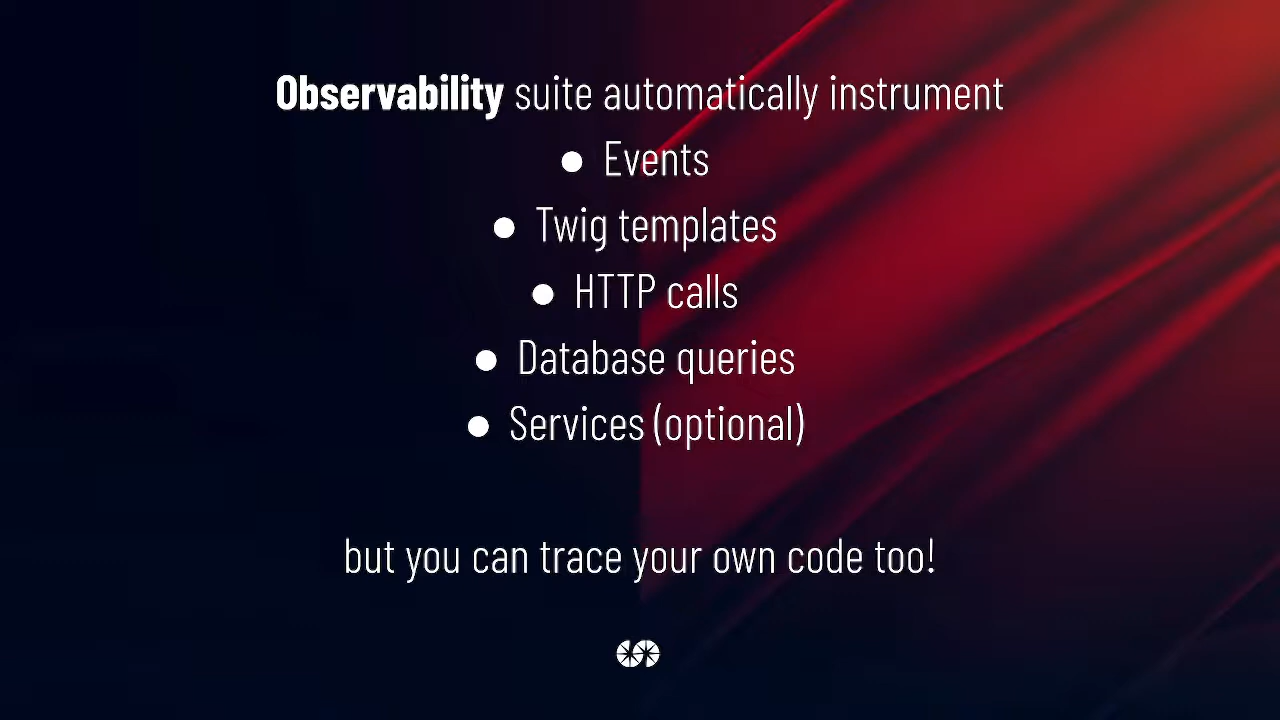 Observability suite automatically instrument
● Events
● Twig templates
● HTTP calls
● Database queries
● Services (optional)
but you can trace your own code too!